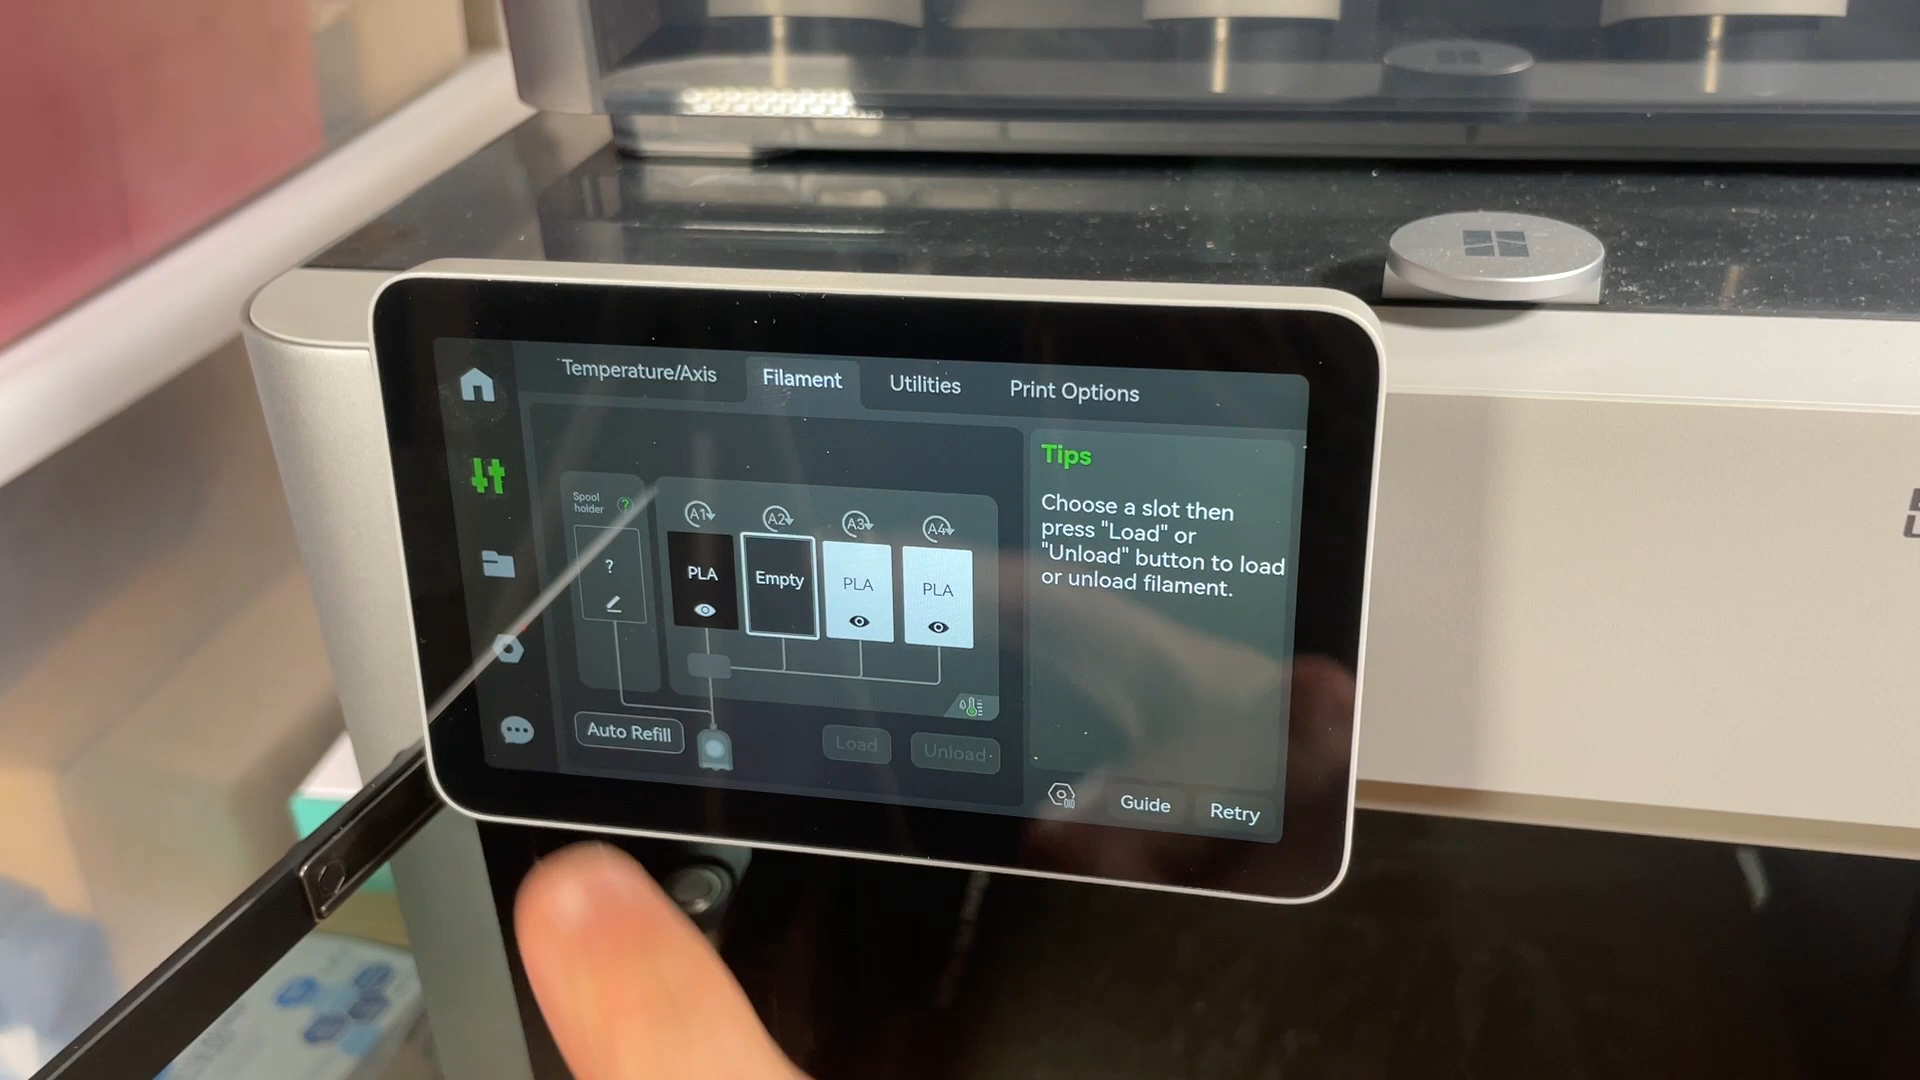 Temperature/Axis
Filament
Utilities
Print Options
Spool
holder
?
?
A1
A2
A3
A4
PLA
Empty
PLA
PLA
Auto Refill
Load
Unload
Tips
Choose a slot then
press "Load" or
"Unload" button to load
or unload filament.
Guide
Retry